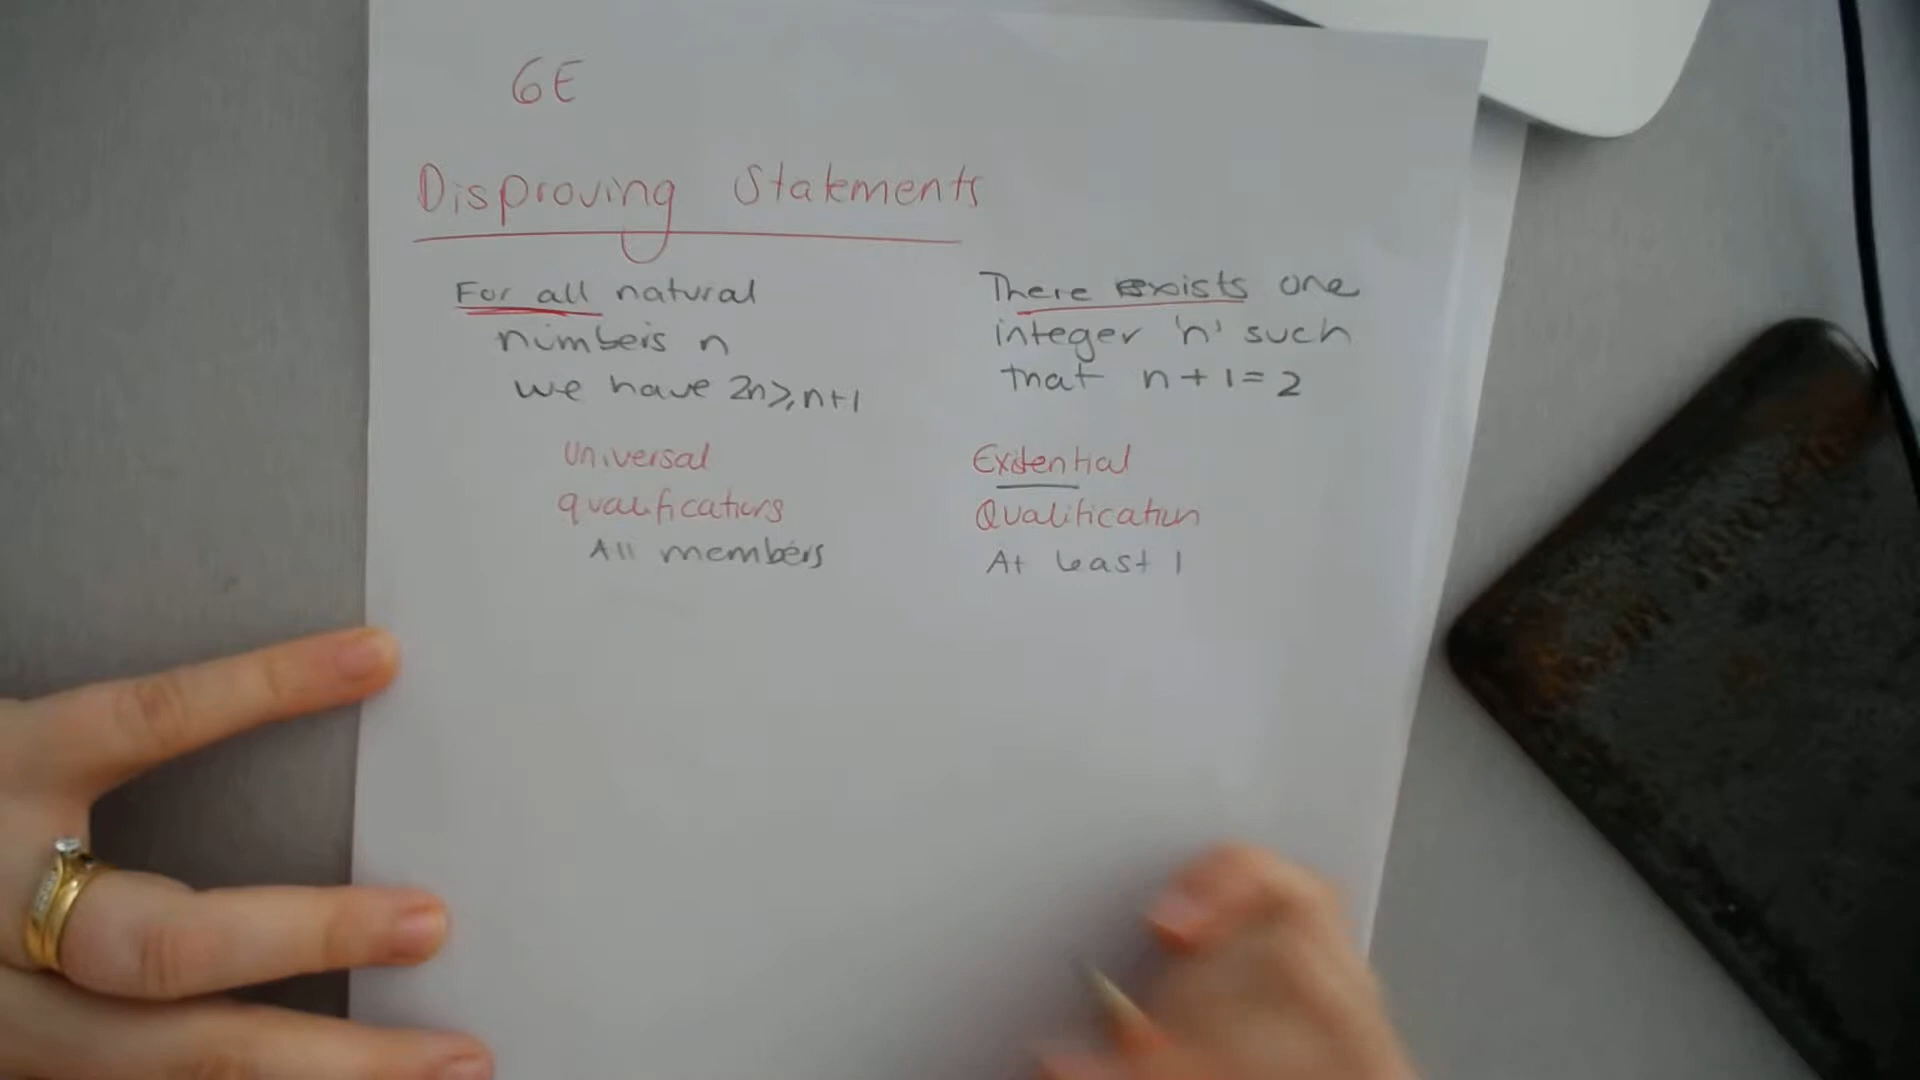 6E
Disproving Statements
For all natural
numbers n
we have 2n⩾n+1
Universal
qualifications
All members
There exists one
integer 'n' such
that n+1=2
Existential
Qualification
At least 1